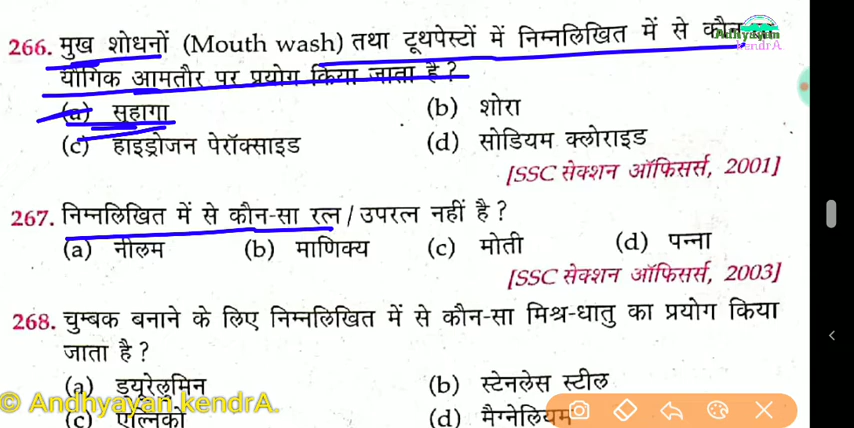 266. मुख शोधनों (Mouth wash) तथा टूथपेस्टों में निम्नलिखित में से कौन
Adhyayan
KendrA
यौगिक आमतौर पर प्रयोग किया जाता है ?
(a) सुहागा (b) शोरा
(c) हाइड्रोजन पेरॉक्साइड (d) सोडियम क्लोराइड
[SSC सेक्शन ऑफिसर्स, 2001]
267. निम्नलिखित में से कौन-सा रत्न / उपरत्न नहीं है ?
(a) नीलम (b) माणिक्य (c) मोती (d) पन्ना
[SSC सेक्शन ऑफिसर्स, 2003]
268. चुम्बक बनाने के लिए निम्नलिखित में से कौन-सा मिश्र-धातु का प्रयोग किया
जाता है ?
(a) डयूरेलुमिन (b) स्टेनलेस स्टील
© Andhyayan kendrA.
(c) एल्निको (d) मैग्नेलियम